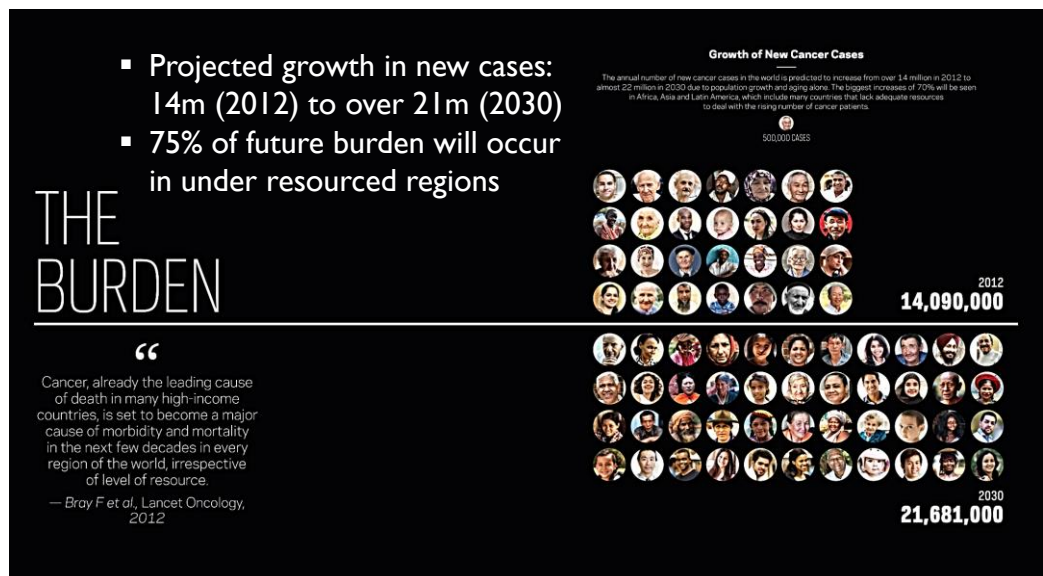 ▪ Projected growth in new cases:
14m (2012) to over 21m (2030)
▪ 75% of future burden will occur
in under resourced regions
THE
BURDEN
“
Cancer, already the leading cause
of death in many high-income
countries, is set to become a major
cause of morbidity and mortality
in the next few decades in every
region of the world, irrespective
of level of resource.
— Bray F et al., Lancet Oncology,
2012
Growth of New Cancer Cases
The annual number of new cancer cases in the world is predicted to increase from over 14 million in 2012 to
almost 22 million in 2030 due to population growth and aging alone. The biggest increases of 70% will be seen
in Africa, Asia and Latin America, which include many countries that lack adequate resources
to deal with the rising number of cancer patients.
500,000 CASES
2012
14,090,000
2030
21,681,000